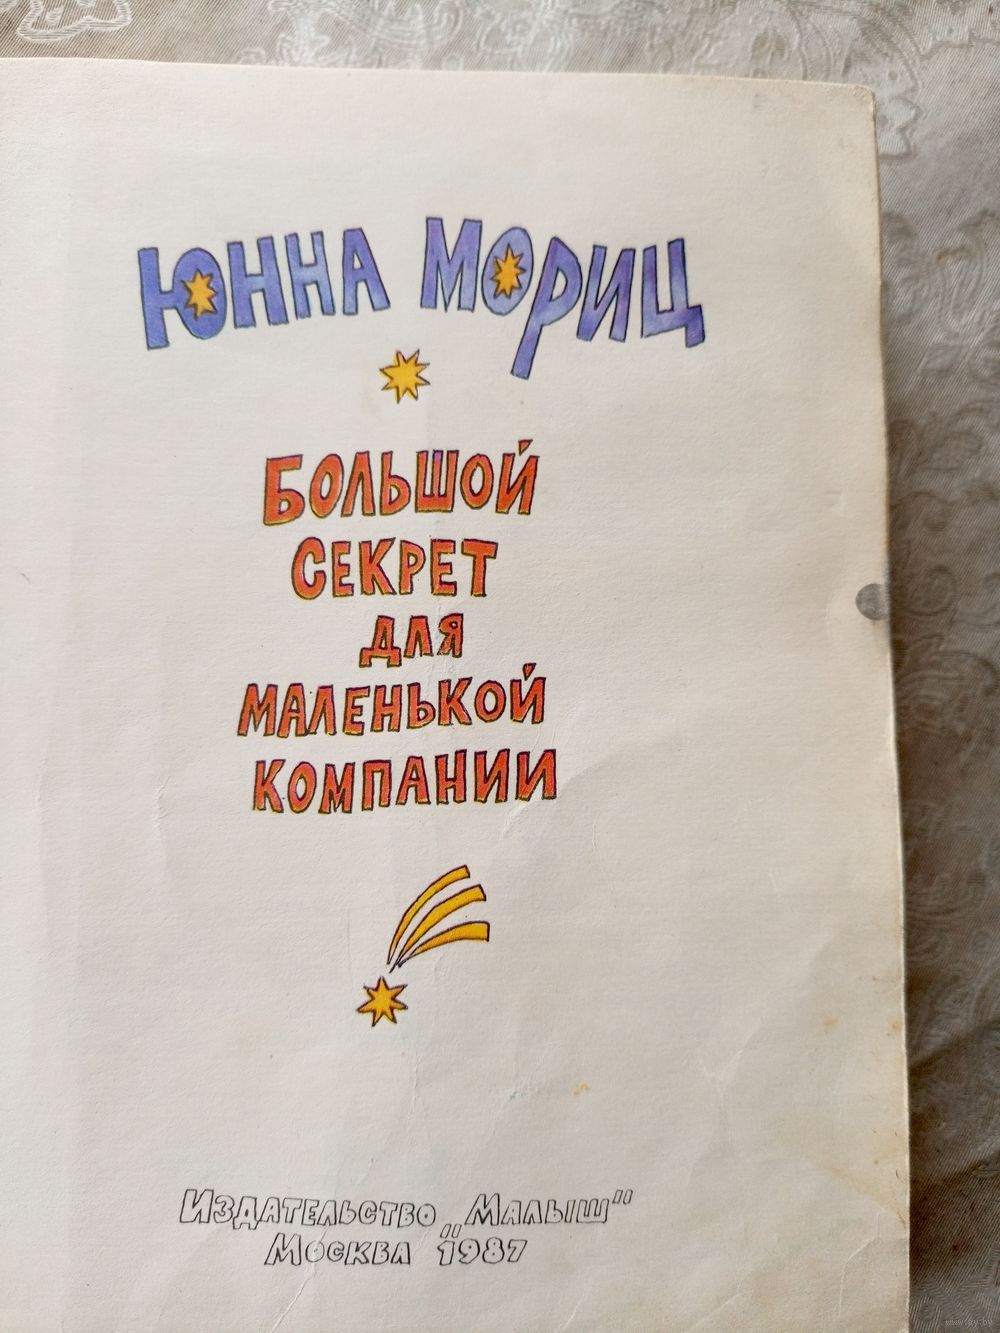 ЮННА МОРИЦ
БОЛЬШОЙ
СЕКРЕТ
ДЛЯ
МАЛЕНЬКОЙ
КОМПАНИИ
ИЗДАТЕЛЬСТВО „МАЛЫШ"
МОСКВА 1987